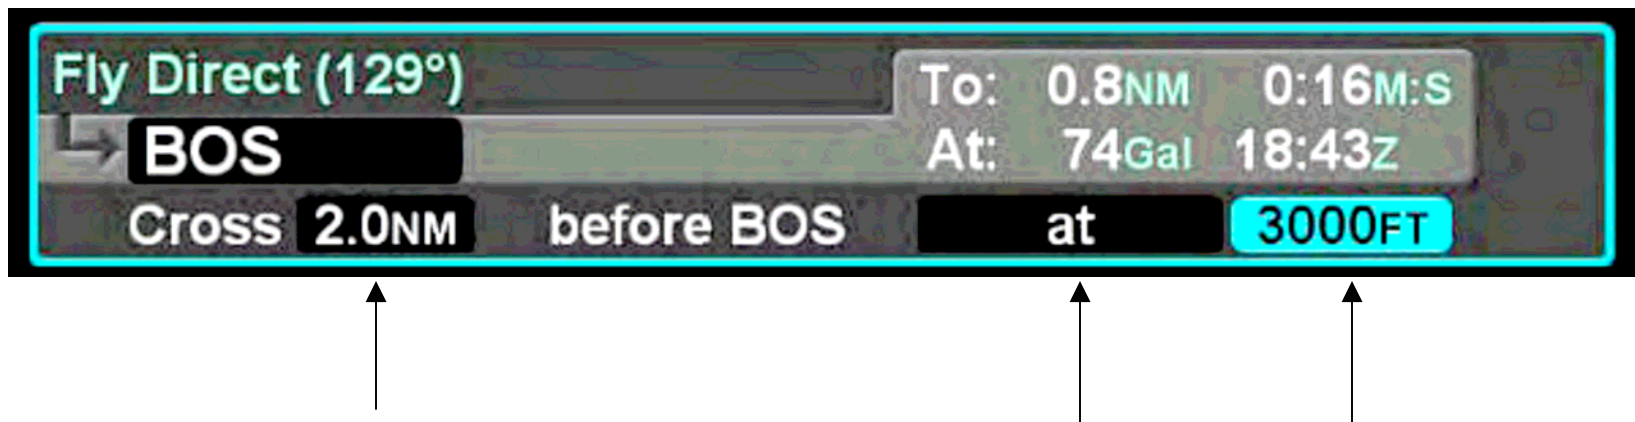 Fly Direct (129°)
To: 0.8NM 0:16M:S
BOS
At: 74Gal 18:43Z
Cross 2.0NM before BOS at 3000FT